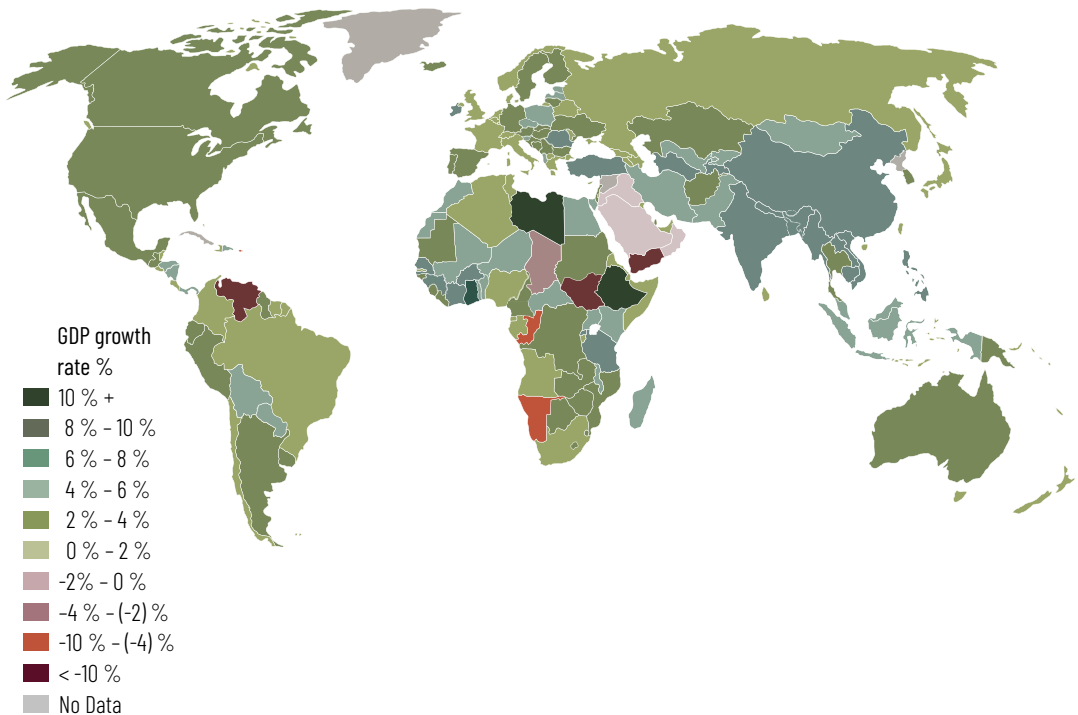 GDP growth
rate %
10 % +
8 % – 10 %
6 % – 8 %
4 % – 6 %
2 % – 4 %
0 % – 2 %
-2% – 0 %
–4 % – (-2) %
-10 % – (-4) %
< -10 %
No Data